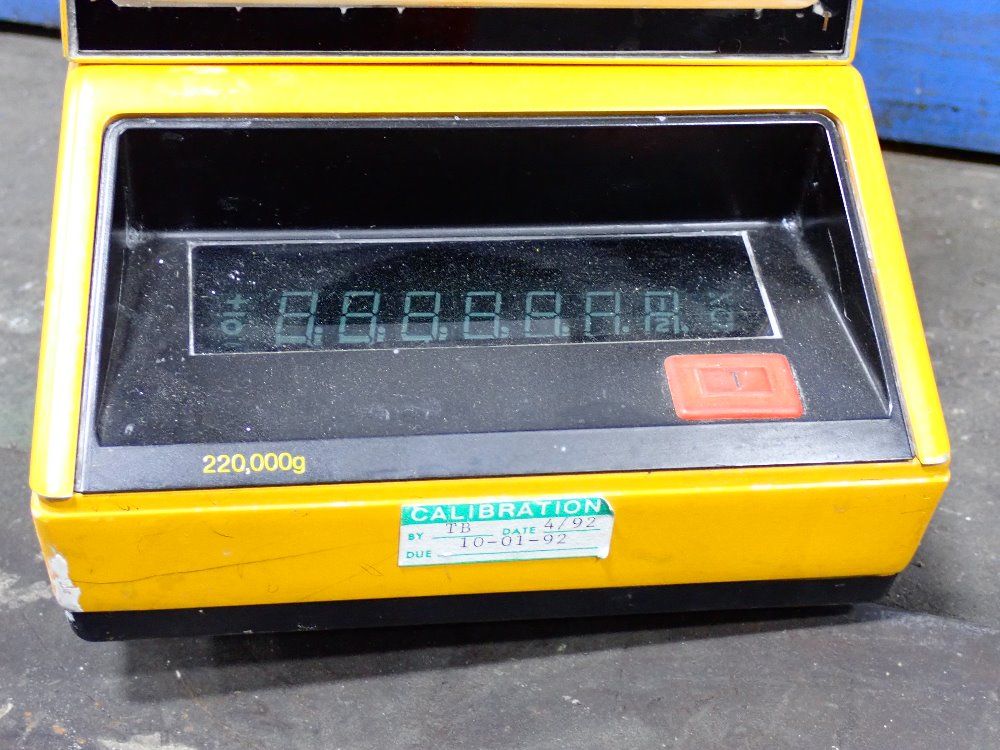 T
220,000g
CALIBRATION
BY TB DATE 4/92
DUE 10-01-92